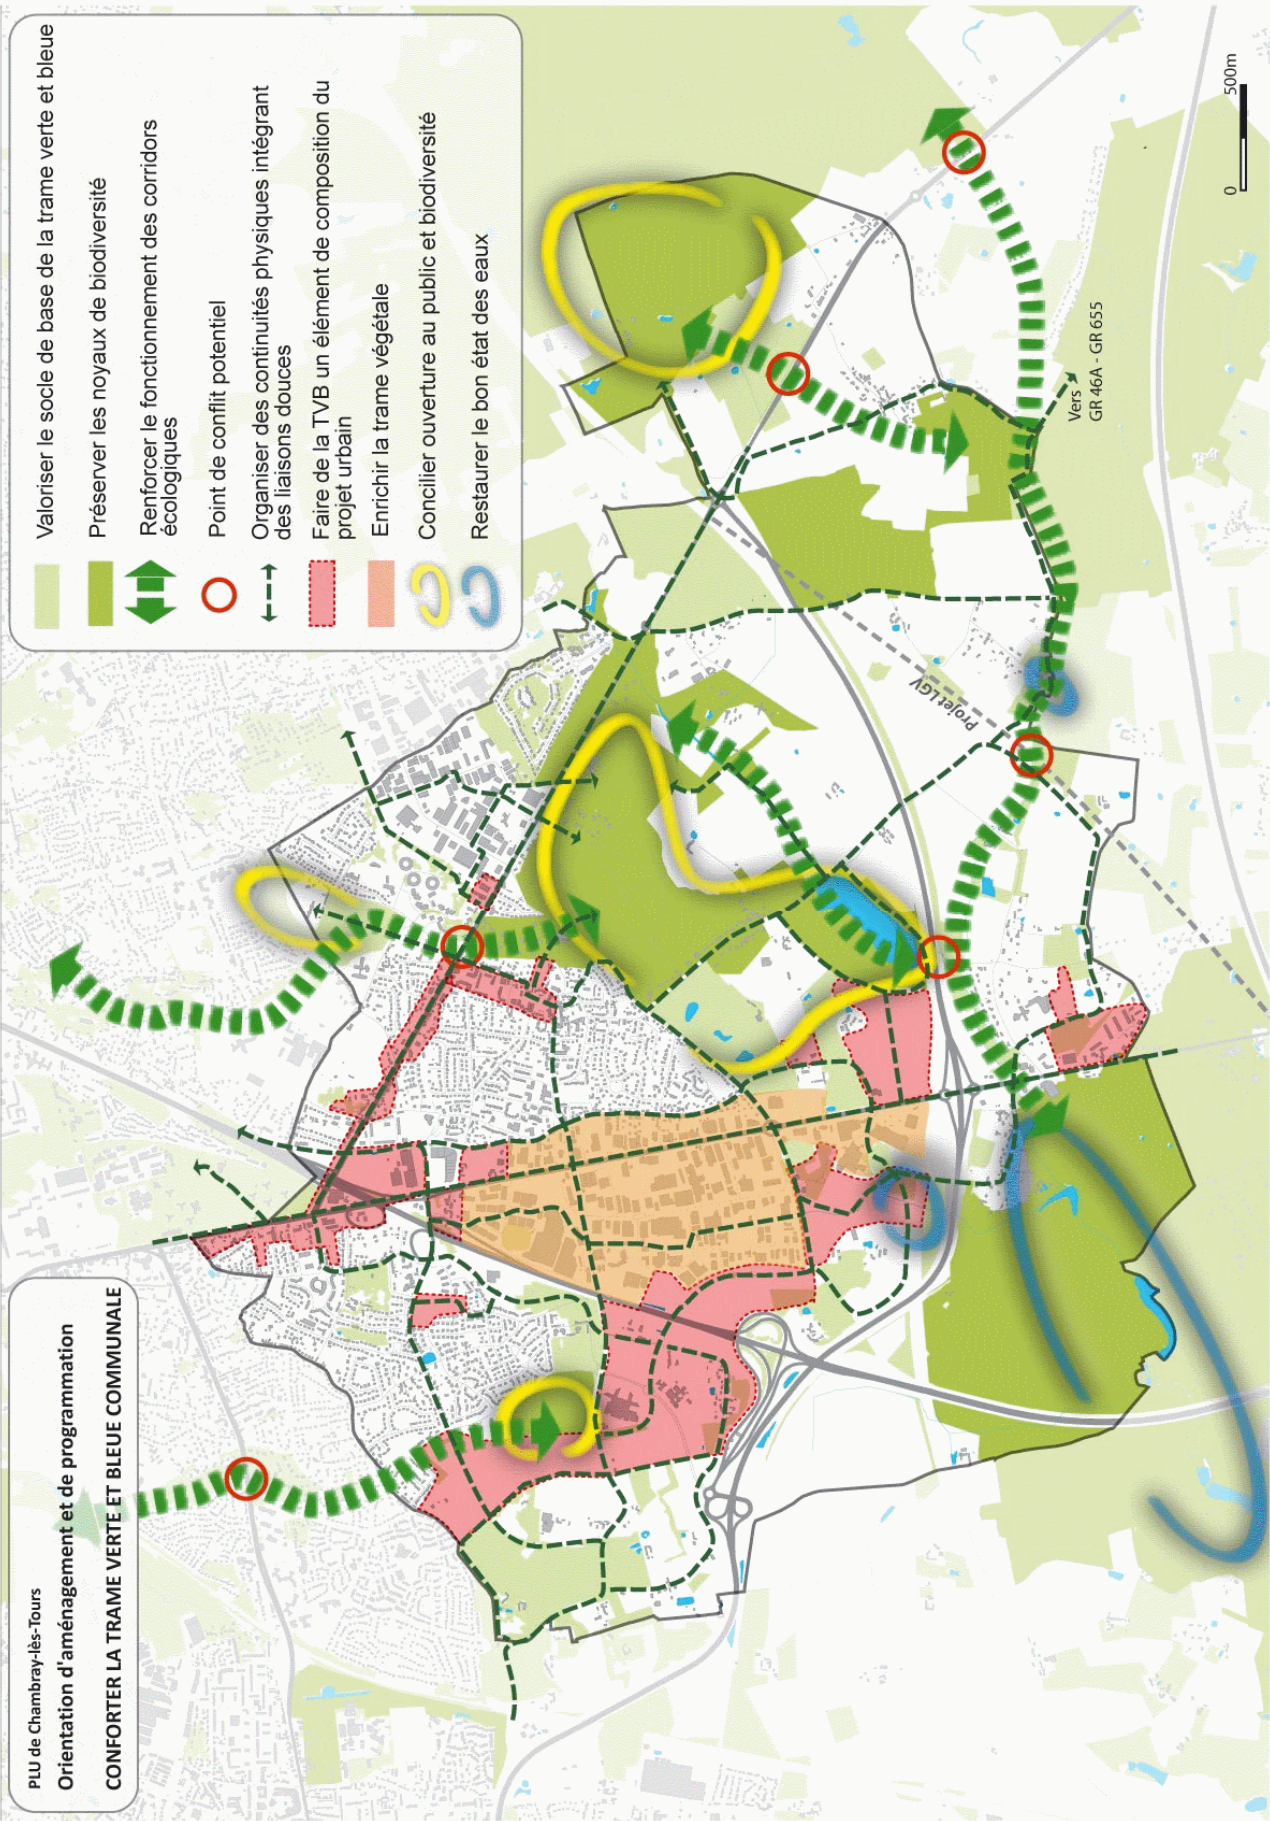 PLU de Chambray-lès-Tours
Orientation d'aménagement et de programmation
CONFORTER LA TRAME VERTE ET BLEUE COMMUNALE
Valoriser le socle de base de la trame verte et bleue
Préserver les noyaux de biodiversité
Renforcer le fonctionnement des corridors
écologiques
Point de conflit potentiel
Organiser des continuités physiques intégrant
des liaisons douces
Faire de la TVB un élément de composition du
projet urbain
Enrichir la trame végétale
Concilier ouverture au public et biodiversité
Restaurer le bon état des eaux
Projet LGV
Vers
GR 46A - GR 655
0 500m